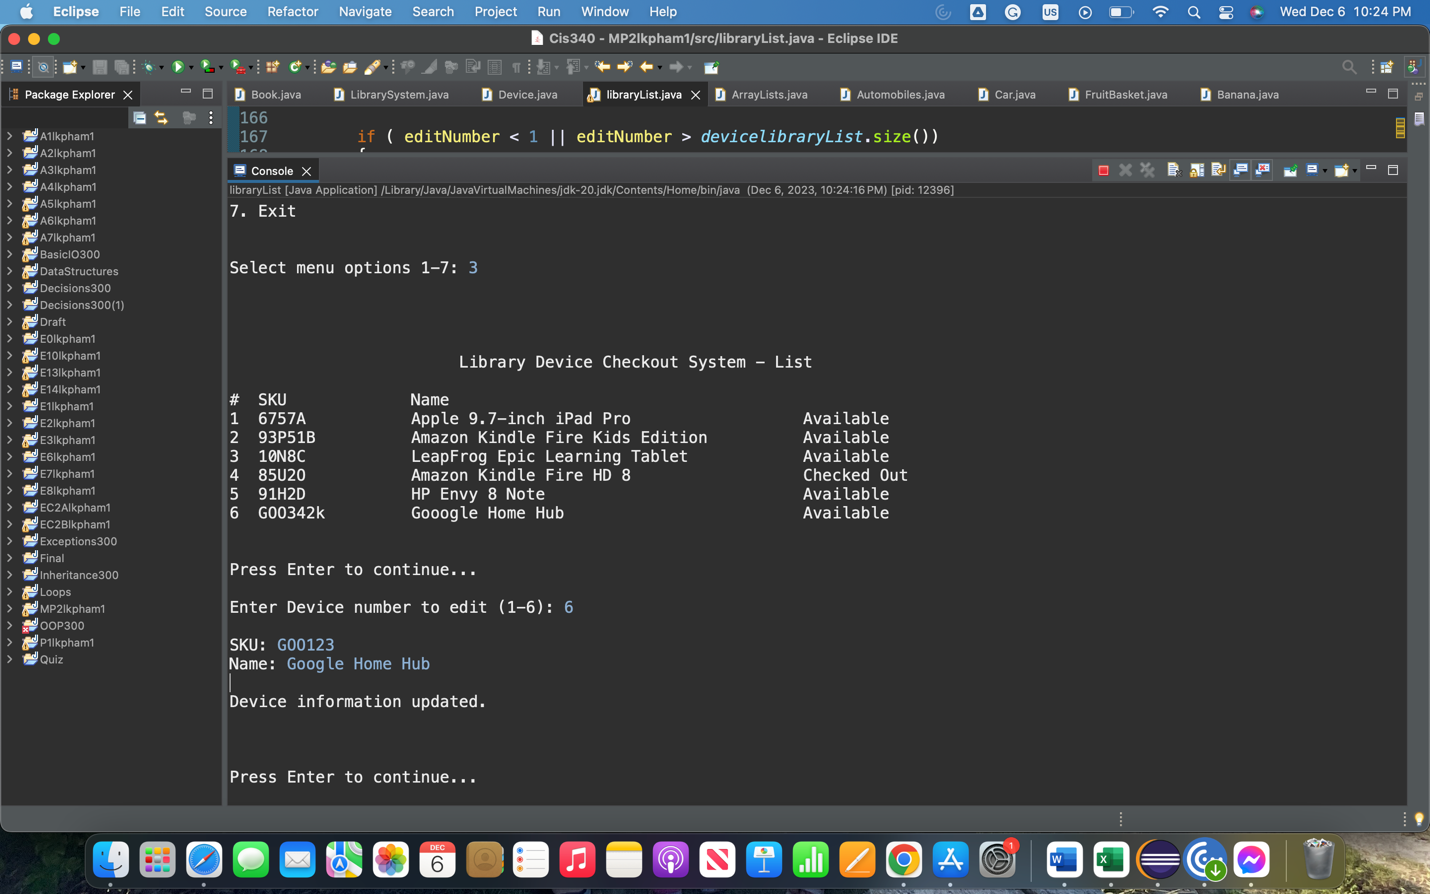 Eclipse File Edit Source Refactor Navigate Search Project Run Window Help US Wed Dec 6 10:24 PM
Cis340 - MP2lkpham1/src/libraryList.java - Eclipse IDE
Package Explorer
Book.java LibrarySystem.java Device.java libraryList.java ArrayLists.java Automobiles.java Car.java FruitBasket.java Banana.java
A1lkpham1
A2lkpham1
A3lkpham1
A4lkpham1
A5lkpham1
A6lkpham1
A7lkpham1
BasicIO300
DataStructures
Decisions300
Decisions300(1)
Draft
E0lkpham1
E10lkpham1
E13lkpham1
E14lkpham1
E1lkpham1
E2lkpham1
E3lkpham1
E6lkpham1
E7lkpham1
E8lkpham1
EC2Alkpham1
EC2Blkpham1
Exceptions300
Final
Inheritance300
Loops
MP2lkpham1
OOP300
P1lkpham1
Quiz
166
167 if ( editNumber < 1 || editNumber > devicelibraryList.size())
Console
libraryList [Java Application] /Library/Java/JavaVirtualMachines/jdk-20.jdk/Contents/Home/bin/java (Dec 6, 2023, 10:24:16 PM) [pid: 12396]
7. Exit
Select menu options 1-7: 3
Library Device Checkout System - List
# SKU Name
1 6757A Apple 9.7-inch iPad Pro Available
2 93P51B Amazon Kindle Fire Kids Edition Available
3 10N8C LeapFrog Epic Learning Tablet Available
4 85U2O Amazon Kindle Fire HD 8 Checked Out
5 91H2D HP Envy 8 Note Available
6 GOO342k Gooogle Home Hub Available
Press Enter to continue...
Enter Device number to edit (1-6): 6
SKU: GOO123
Name: Google Home Hub
Device information updated.
Press Enter to continue...
DEC
6
1